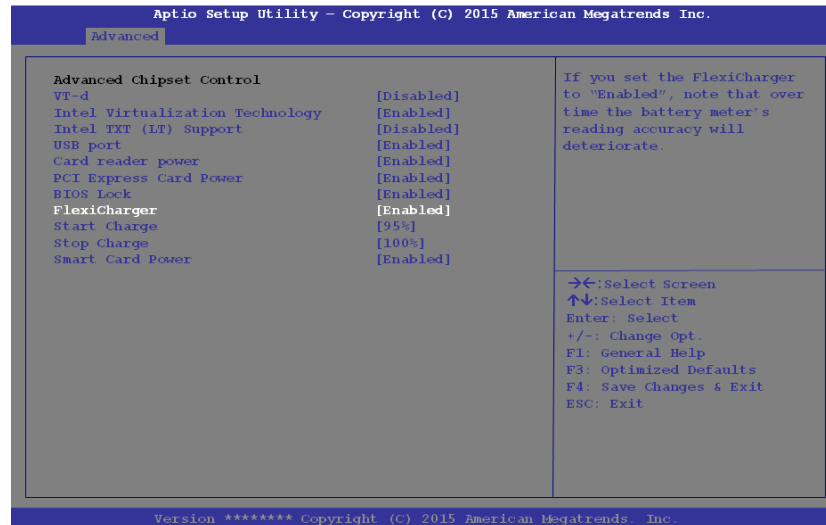 Aptio Setup Utility – Copyright (C) 2015 American Megatrends Inc.
Advanced
Advanced Chipset Control
VT-d [Disabled]
Intel Virtualization Technology [Enabled]
Intel TXT (LT) Support [Disabled]
USB port [Enabled]
Card reader power [Enabled]
PCI Express Card Power [Enabled]
BIOS Lock [Enabled]
FlexiCharger [Enabled]
Start Charge [95%]
Stop Charge [100%]
Smart Card Power [Enabled]
If you set the FlexiCharger
to "Enabled", note that over
time the battery meter's
reading accuracy will
deteriorate.
→←:Select Screen
↑↓:Select Item
Enter: Select
+/-: Change Opt.
F1: General Help
F3: Optimized Defaults
F4: Save Changes & Exit
ESC: Exit
Version ******** Copyright (C) 2015 American Megatrends. Inc.